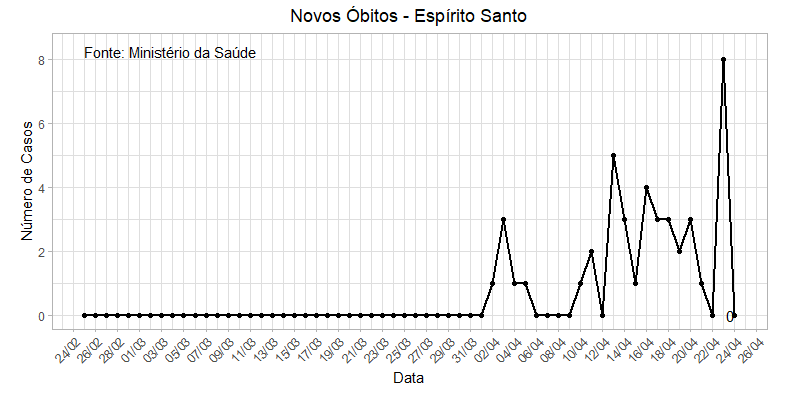 Novos Óbitos - Espírito Santo
Fonte: Ministério da Saúde
Número de Casos
8
6
4
2
0
0
24/02 26/02 28/02 01/03 03/03 05/03 07/03 09/03 11/03 13/03 15/03 17/03 19/03 21/03 23/03 25/03 27/03 29/03 31/03 02/04 04/04 06/04 08/04 10/04 12/04 14/04 16/04 18/04 20/04 22/04 24/04 26/04
Data